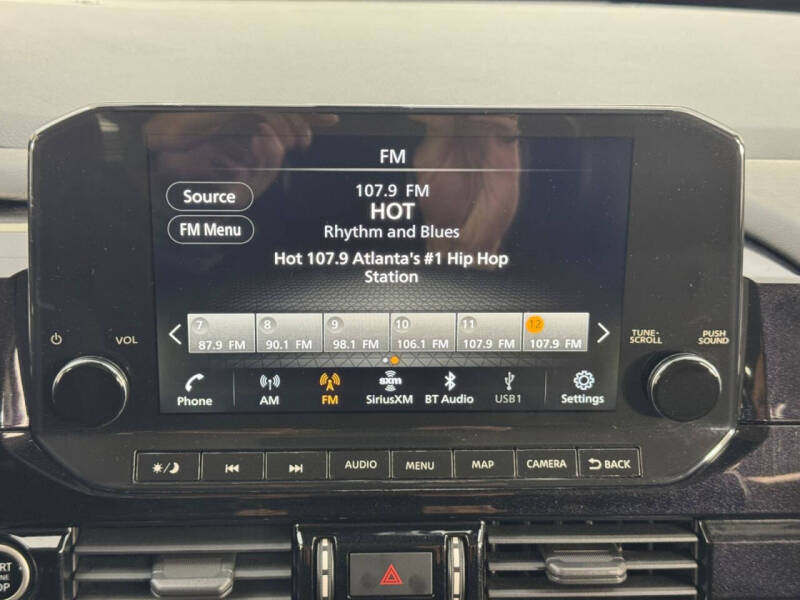 FM
107.9 FM
HOT
Rhythm and Blues
Hot 107.9 Atlanta's #1 Hip Hop
Station
Source
FM Menu
7 8 9 10 11 12
87.9 FM 90.1 FM 98.1 FM 106.1 FM 107.9 FM 107.9 FM
VOL
TUNE-
SCROLL
PUSH
SOUND
sxm
Phone AM FM SiriusXM BT Audio USB1 Settings
AUDIO MENU MAP CAMERA BACK